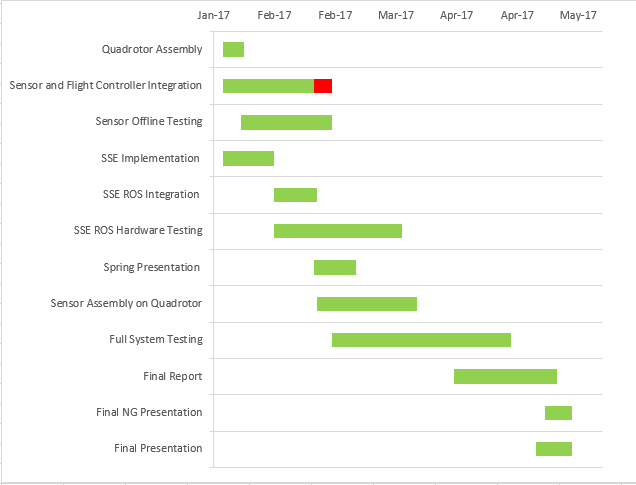 Jan-17 Feb-17 Feb-17 Mar-17 Apr-17 Apr-17 May-17
Quadrotor Assembly
Sensor and Flight Controller Integration
Sensor Offline Testing
SSE Implementation
SSE ROS Integration
SSE ROS Hardware Testing
Spring Presentation
Sensor Assembly on Quadrotor
Full System Testing
Final Report
Final NG Presentation
Final Presentation